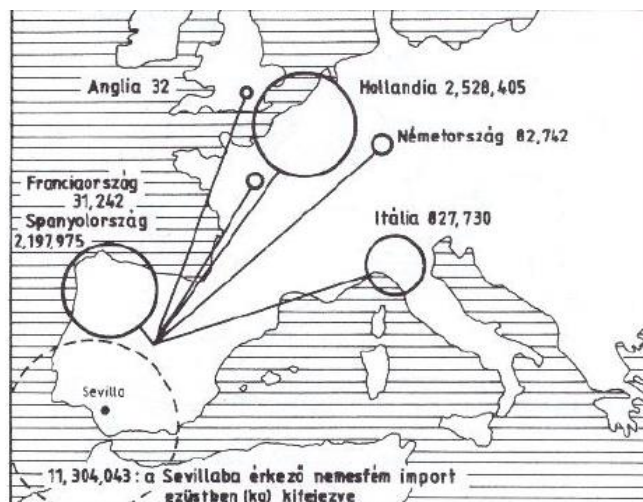 Anglia 32
Hollandia 2,528,405
Németország 82,742
Franciaország
31,242
Spanyolország
2,197,975
Itália 827,730
Sevilla
11,304,043: a Sevillaba érkező nemesfém import
ezüstben (kg) kifejezve